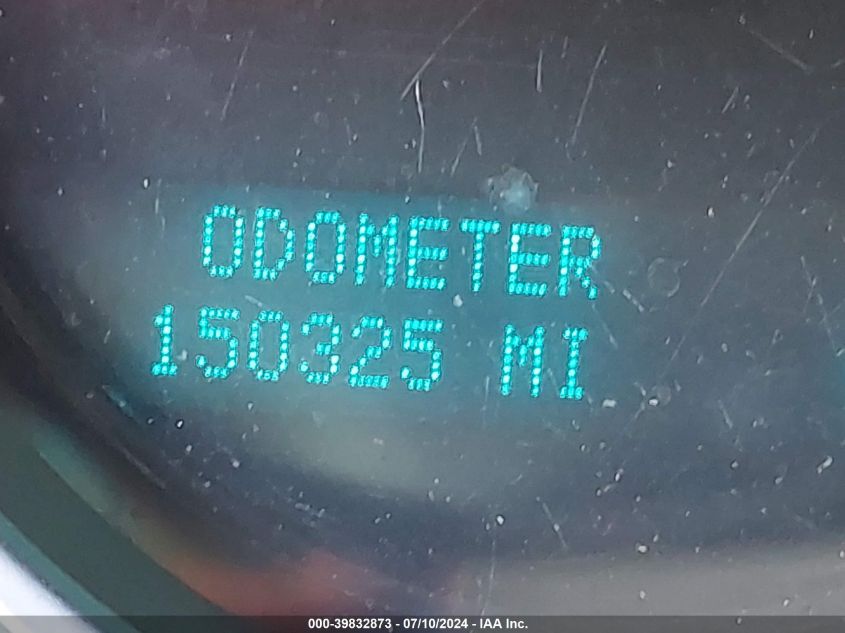 ODOMETER
150325 MI
000-39832873 - 07/10/2024 - IAA Inc.